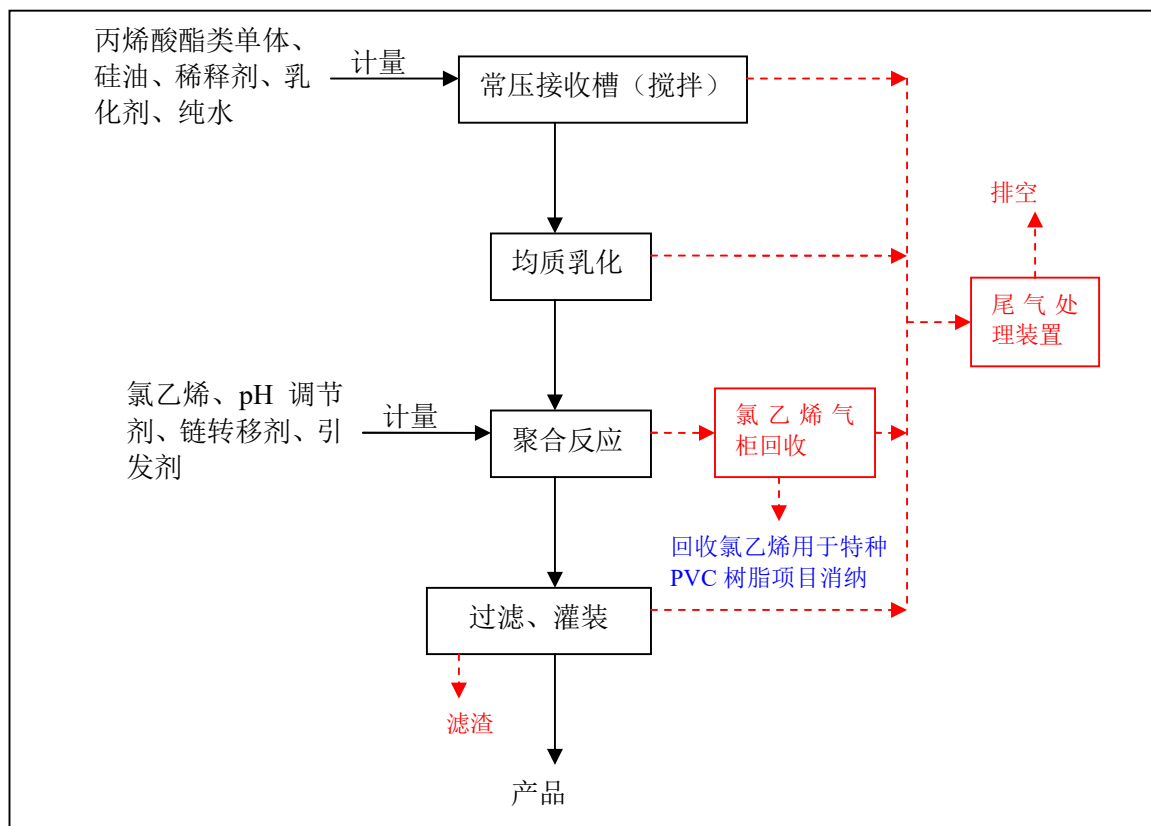 丙烯酸酯类单体、
硅油、稀释剂、乳
化剂、纯水
计量
常压接收槽（搅拌）
排空
均质乳化
尾气处
理装置
氯乙烯、pH 调节
剂、链转移剂、引
发剂
计量
聚合反应
氯乙烯气
柜回收
回收氯乙烯用于特种
PVC 树脂项目消纳
过滤、灌装
滤渣
产品